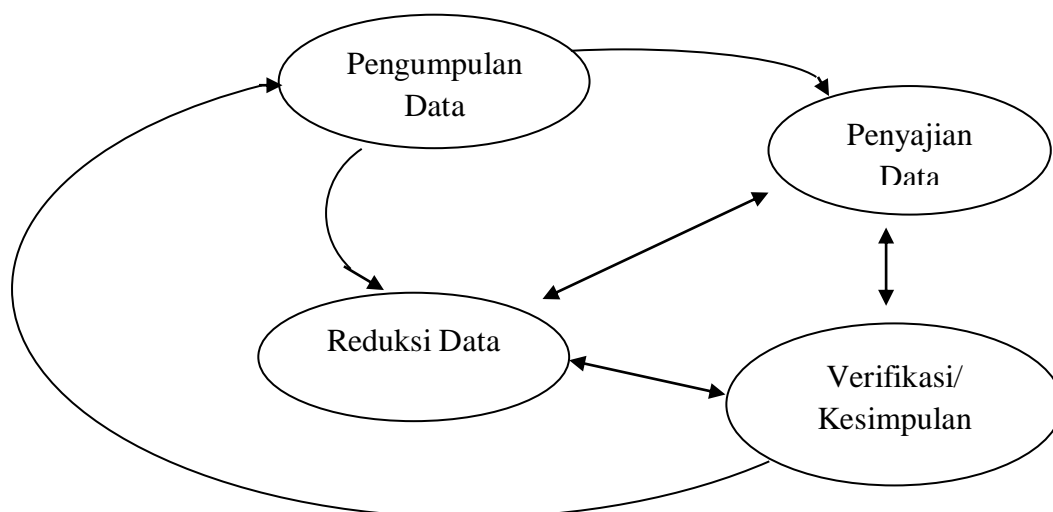 Pengumpulan
Data
Penyajian
Data
Reduksi Data
Verifikasi/
Kesimpulan